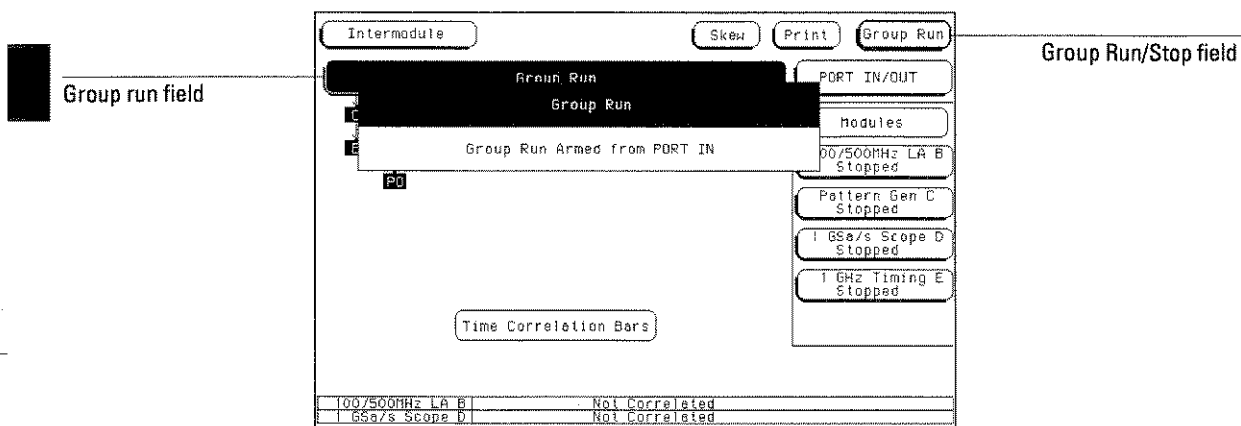 Intermodule
Skew
Print
Group Run
Group Run/Stop field
Group run field
Group Run
PORT IN/OUT
Group Run
Modules
Group Run Armed from PORT IN
00/500MHz LA B
Stopped
PO
Pattern Gen C
Stopped
1 GSa/s Scope D
Stopped
1 GHz Timing E
Stopped
Time Correlation Bars
100/500MHz LA B Not Correlated
1 GSa/s Scope D Not Correlated